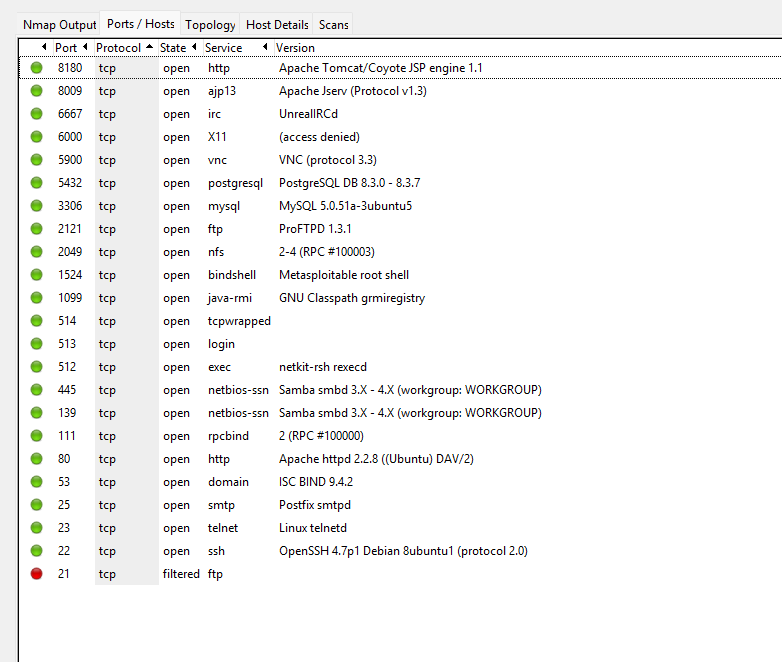 Nmap Output Ports / Hosts Topology Host Details Scans
Port Protocol State Service Version
8180 tcp open http Apache Tomcat/Coyote JSP engine 1.1
8009 tcp open ajp13 Apache Jserv (Protocol v1.3)
6667 tcp open irc UnrealIRCd
6000 tcp open X11 (access denied)
5900 tcp open vnc VNC (protocol 3.3)
5432 tcp open postgresql PostgreSQL DB 8.3.0 - 8.3.7
3306 tcp open mysql MySQL 5.0.51a-3ubuntu5
2121 tcp open ftp ProFTPD 1.3.1
2049 tcp open nfs 2-4 (RPC #100003)
1524 tcp open bindshell Metasploitable root shell
1099 tcp open java-rmi GNU Classpath grmiregistry
514 tcp open tcpwrapped
513 tcp open login
512 tcp open exec netkit-rsh rexecd
445 tcp open netbios-ssn Samba smbd 3.X - 4.X (workgroup: WORKGROUP)
139 tcp open netbios-ssn Samba smbd 3.X - 4.X (workgroup: WORKGROUP)
111 tcp open rpcbind 2 (RPC #100000)
80 tcp open http Apache httpd 2.2.8 ((Ubuntu) DAV/2)
53 tcp open domain ISC BIND 9.4.2
25 tcp open smtp Postfix smtpd
23 tcp open telnet Linux telnetd
22 tcp open ssh OpenSSH 4.7p1 Debian 8ubuntu1 (protocol 2.0)
21 tcp filtered ftp